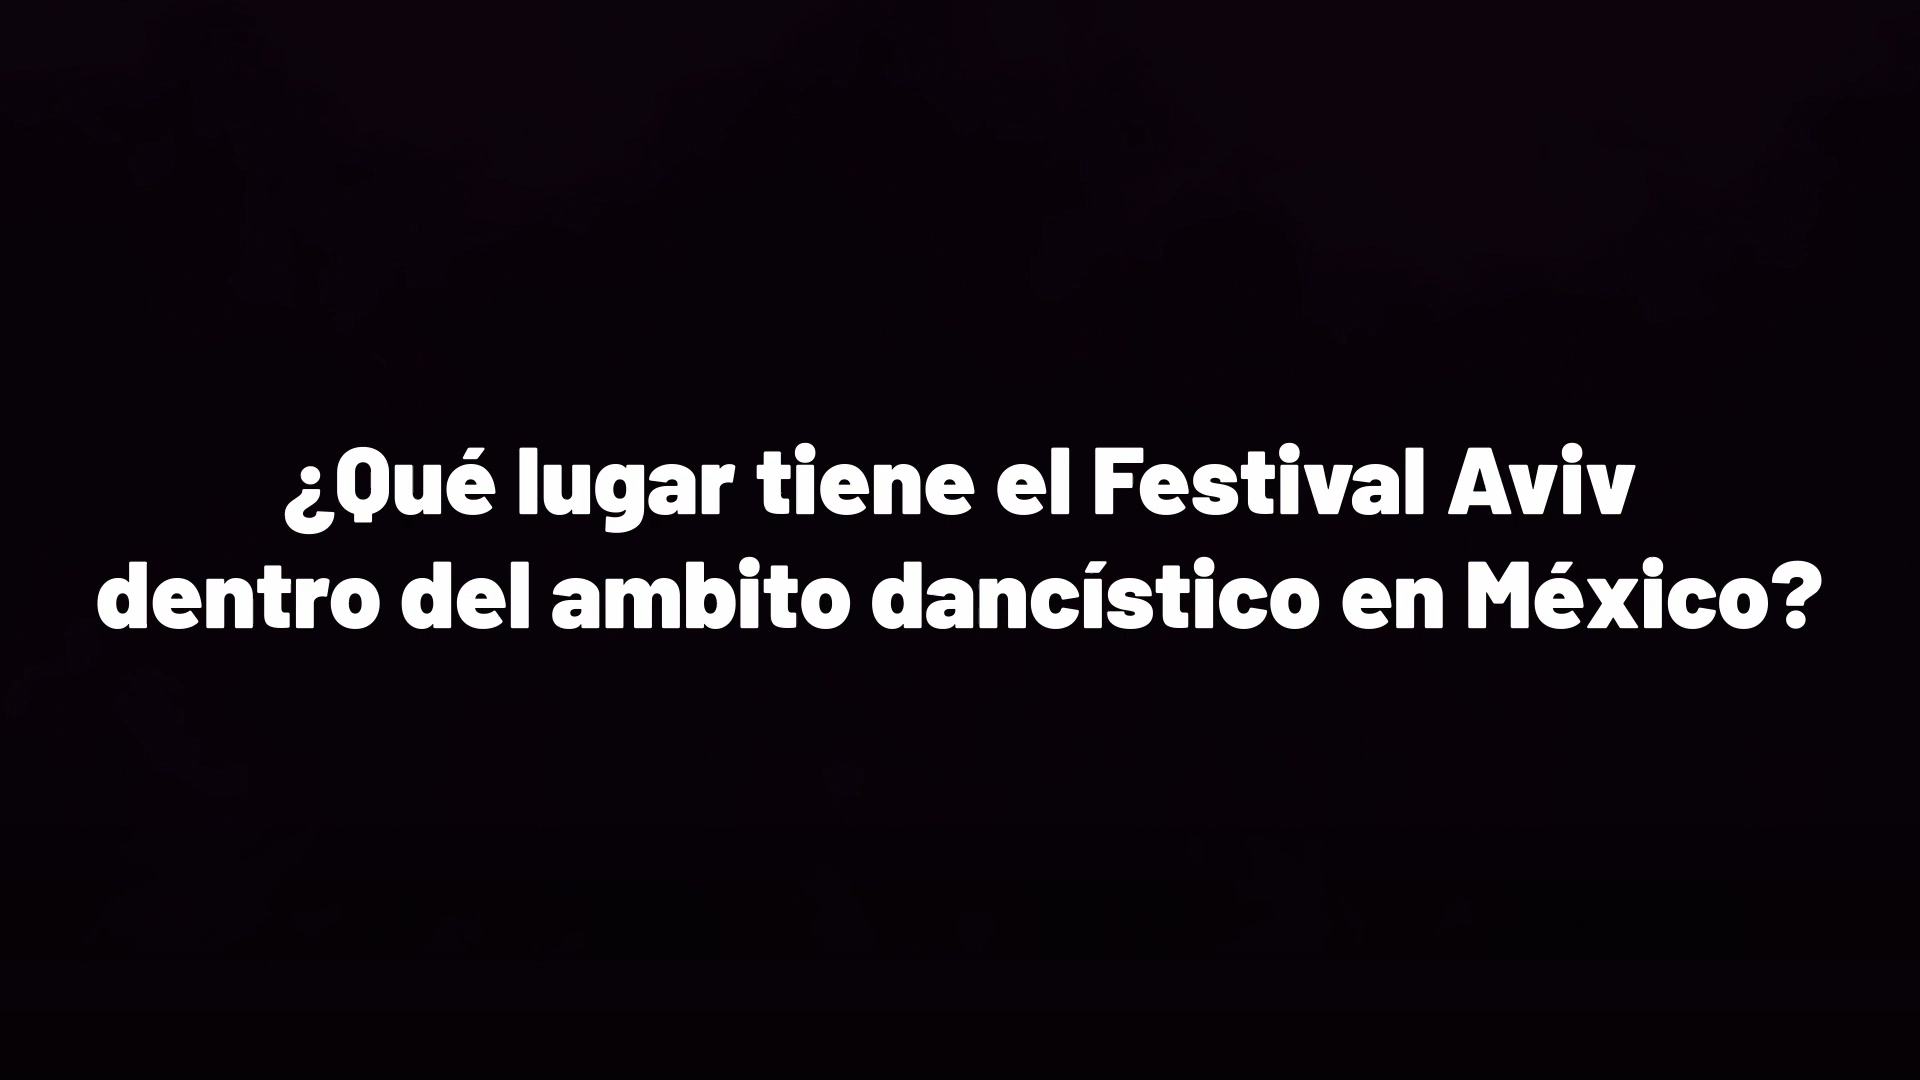 ¿Qué lugar tiene el Festival Aviv
dentro del ambito dancístico en México?